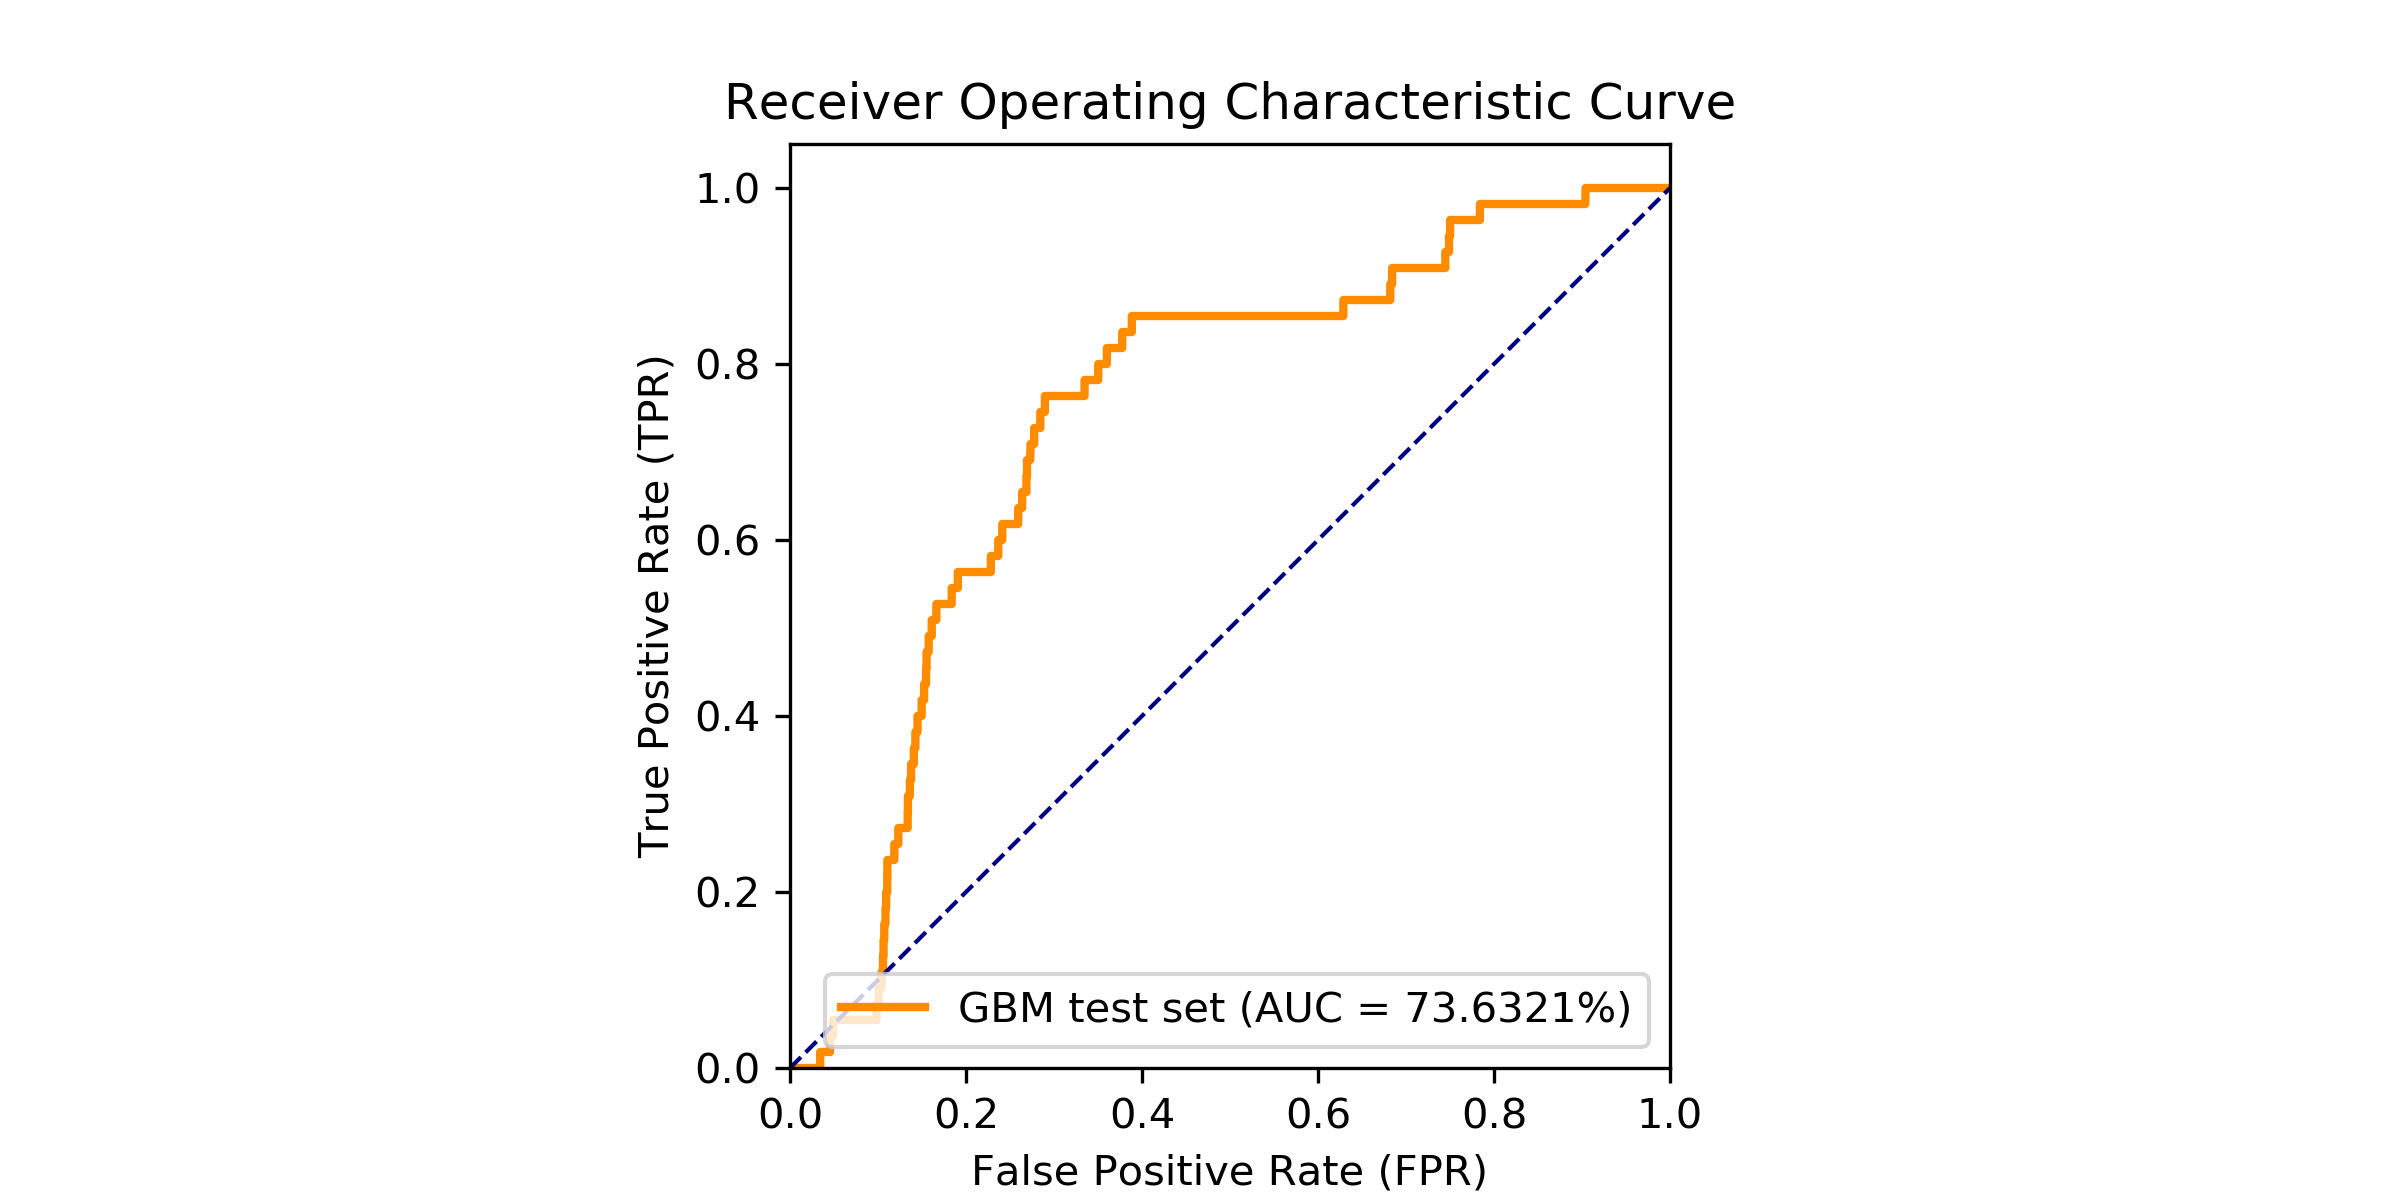 Receiver Operating Characteristic Curve
1.0
0.8
0.6
0.4
0.2
0.0
True Positive Rate (TPR)
GBM test set (AUC = 73.6321%)
0.0 0.2 0.4 0.6 0.8 1.0
False Positive Rate (FPR)